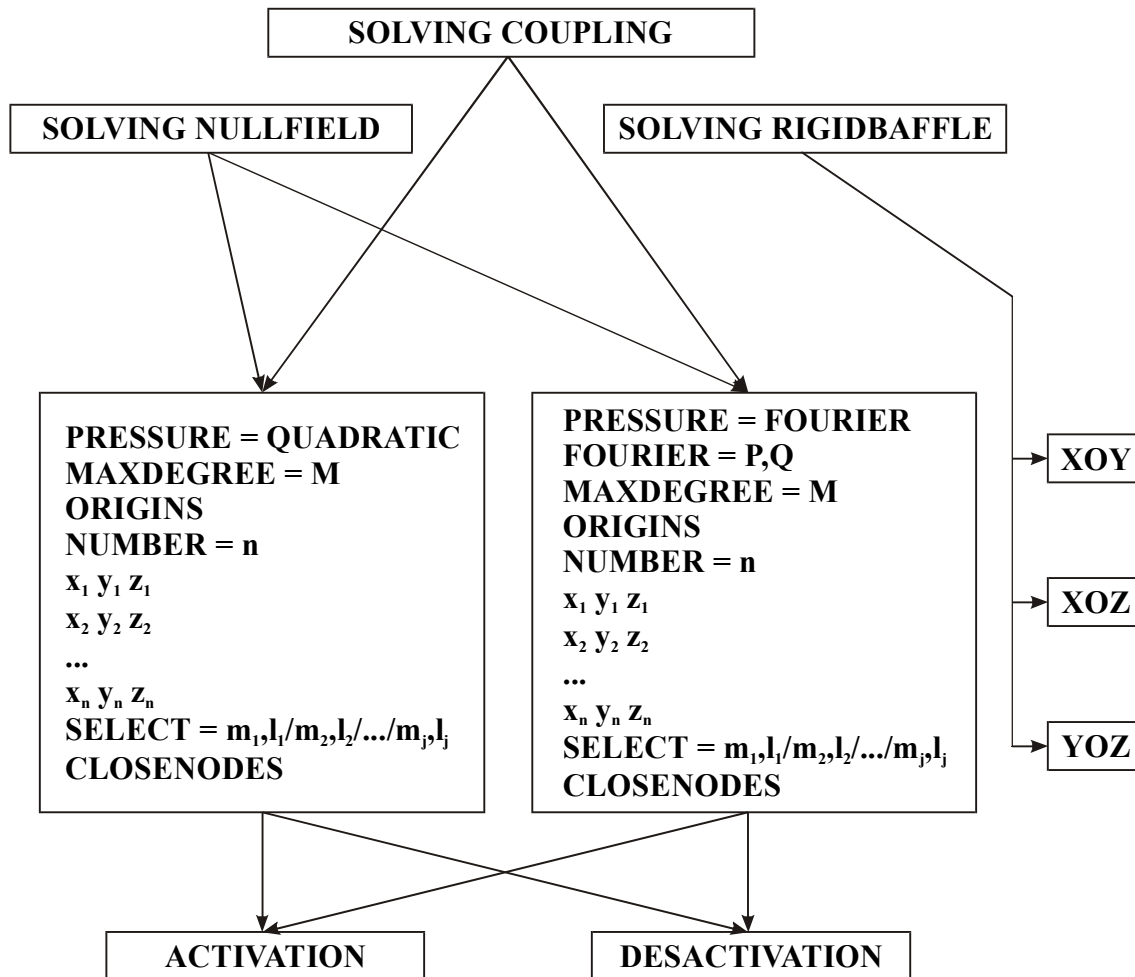 SOLVING COUPLING
SOLVING NULLFIELD
SOLVING RIGIDBAFFLE
PRESSURE = QUADRATIC
MAXDEGREE = M
ORIGINS
NUMBER = n
x₁ y₁ z₁
x₂ y₂ z₂
...
xₙ yₙ zₙ
SELECT = m₁,l₁/m₂,l₂/.../mⱼ,lⱼ
CLOSENODES
PRESSURE = FOURIER
FOURIER = P,Q
MAXDEGREE = M
ORIGINS
NUMBER = n
x₁ y₁ z₁
x₂ y₂ z₂
...
xₙ yₙ zₙ
SELECT = m₁,l₁/m₂,l₂/.../mⱼ,lⱼ
CLOSENODES
XOY
XOZ
YOZ
ACTIVATION
DESACTIVATION